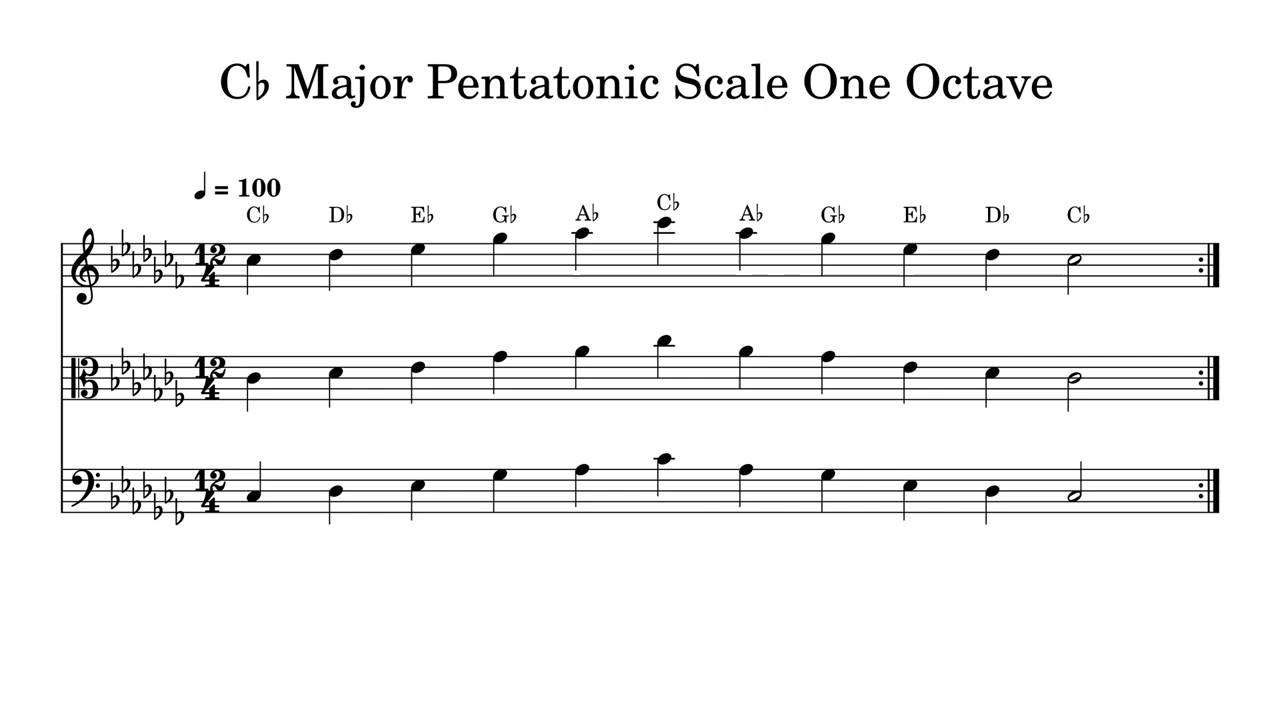 C♭ Major Pentatonic Scale One Octave
♩ = 100
C♭ D♭ E♭ G♭ A♭ C♭ A♭ G♭ E♭ D♭ C♭
12
4
12
4
12
4